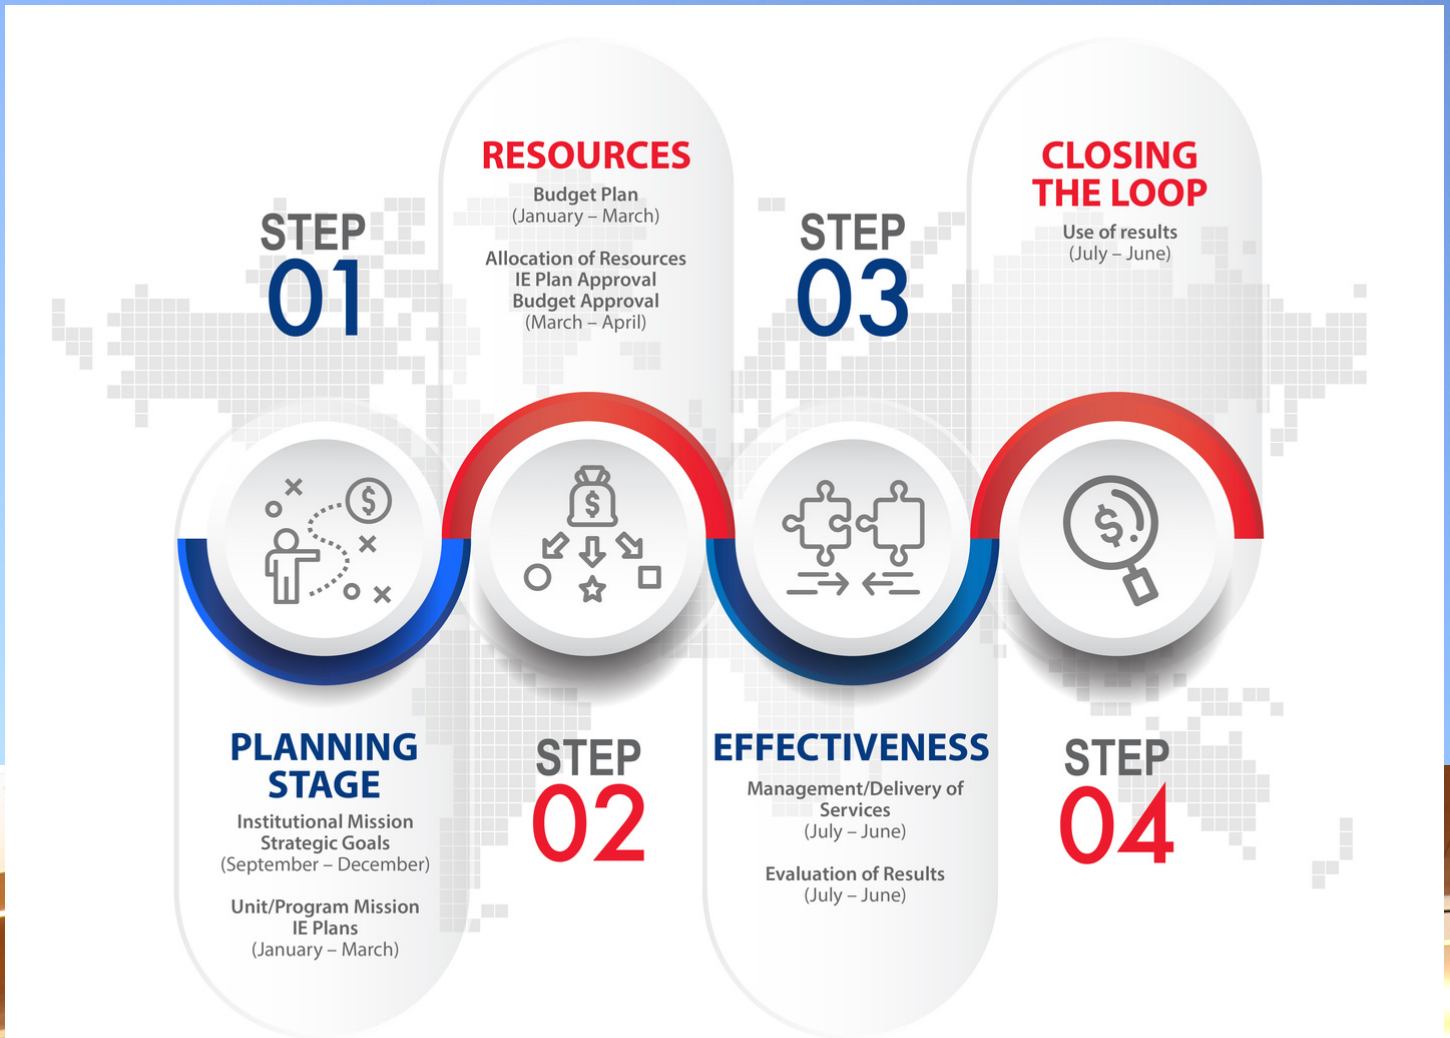 STEP
01
PLANNING
STAGE
Institutional Mission
Strategic Goals
(September – December)
Unit/Program Mission
IE Plans
(January – March)
RESOURCES
Budget Plan
(January – March)
Allocation of Resources
IE Plan Approval
Budget Approval
(March – April)
$
$
STEP
02
STEP
03
EFFECTIVENESS
Management/Delivery of
Services
(July – June)
Evaluation of Results
(July – June)
CLOSING
THE LOOP
Use of results
(July – June)
$
STEP
04